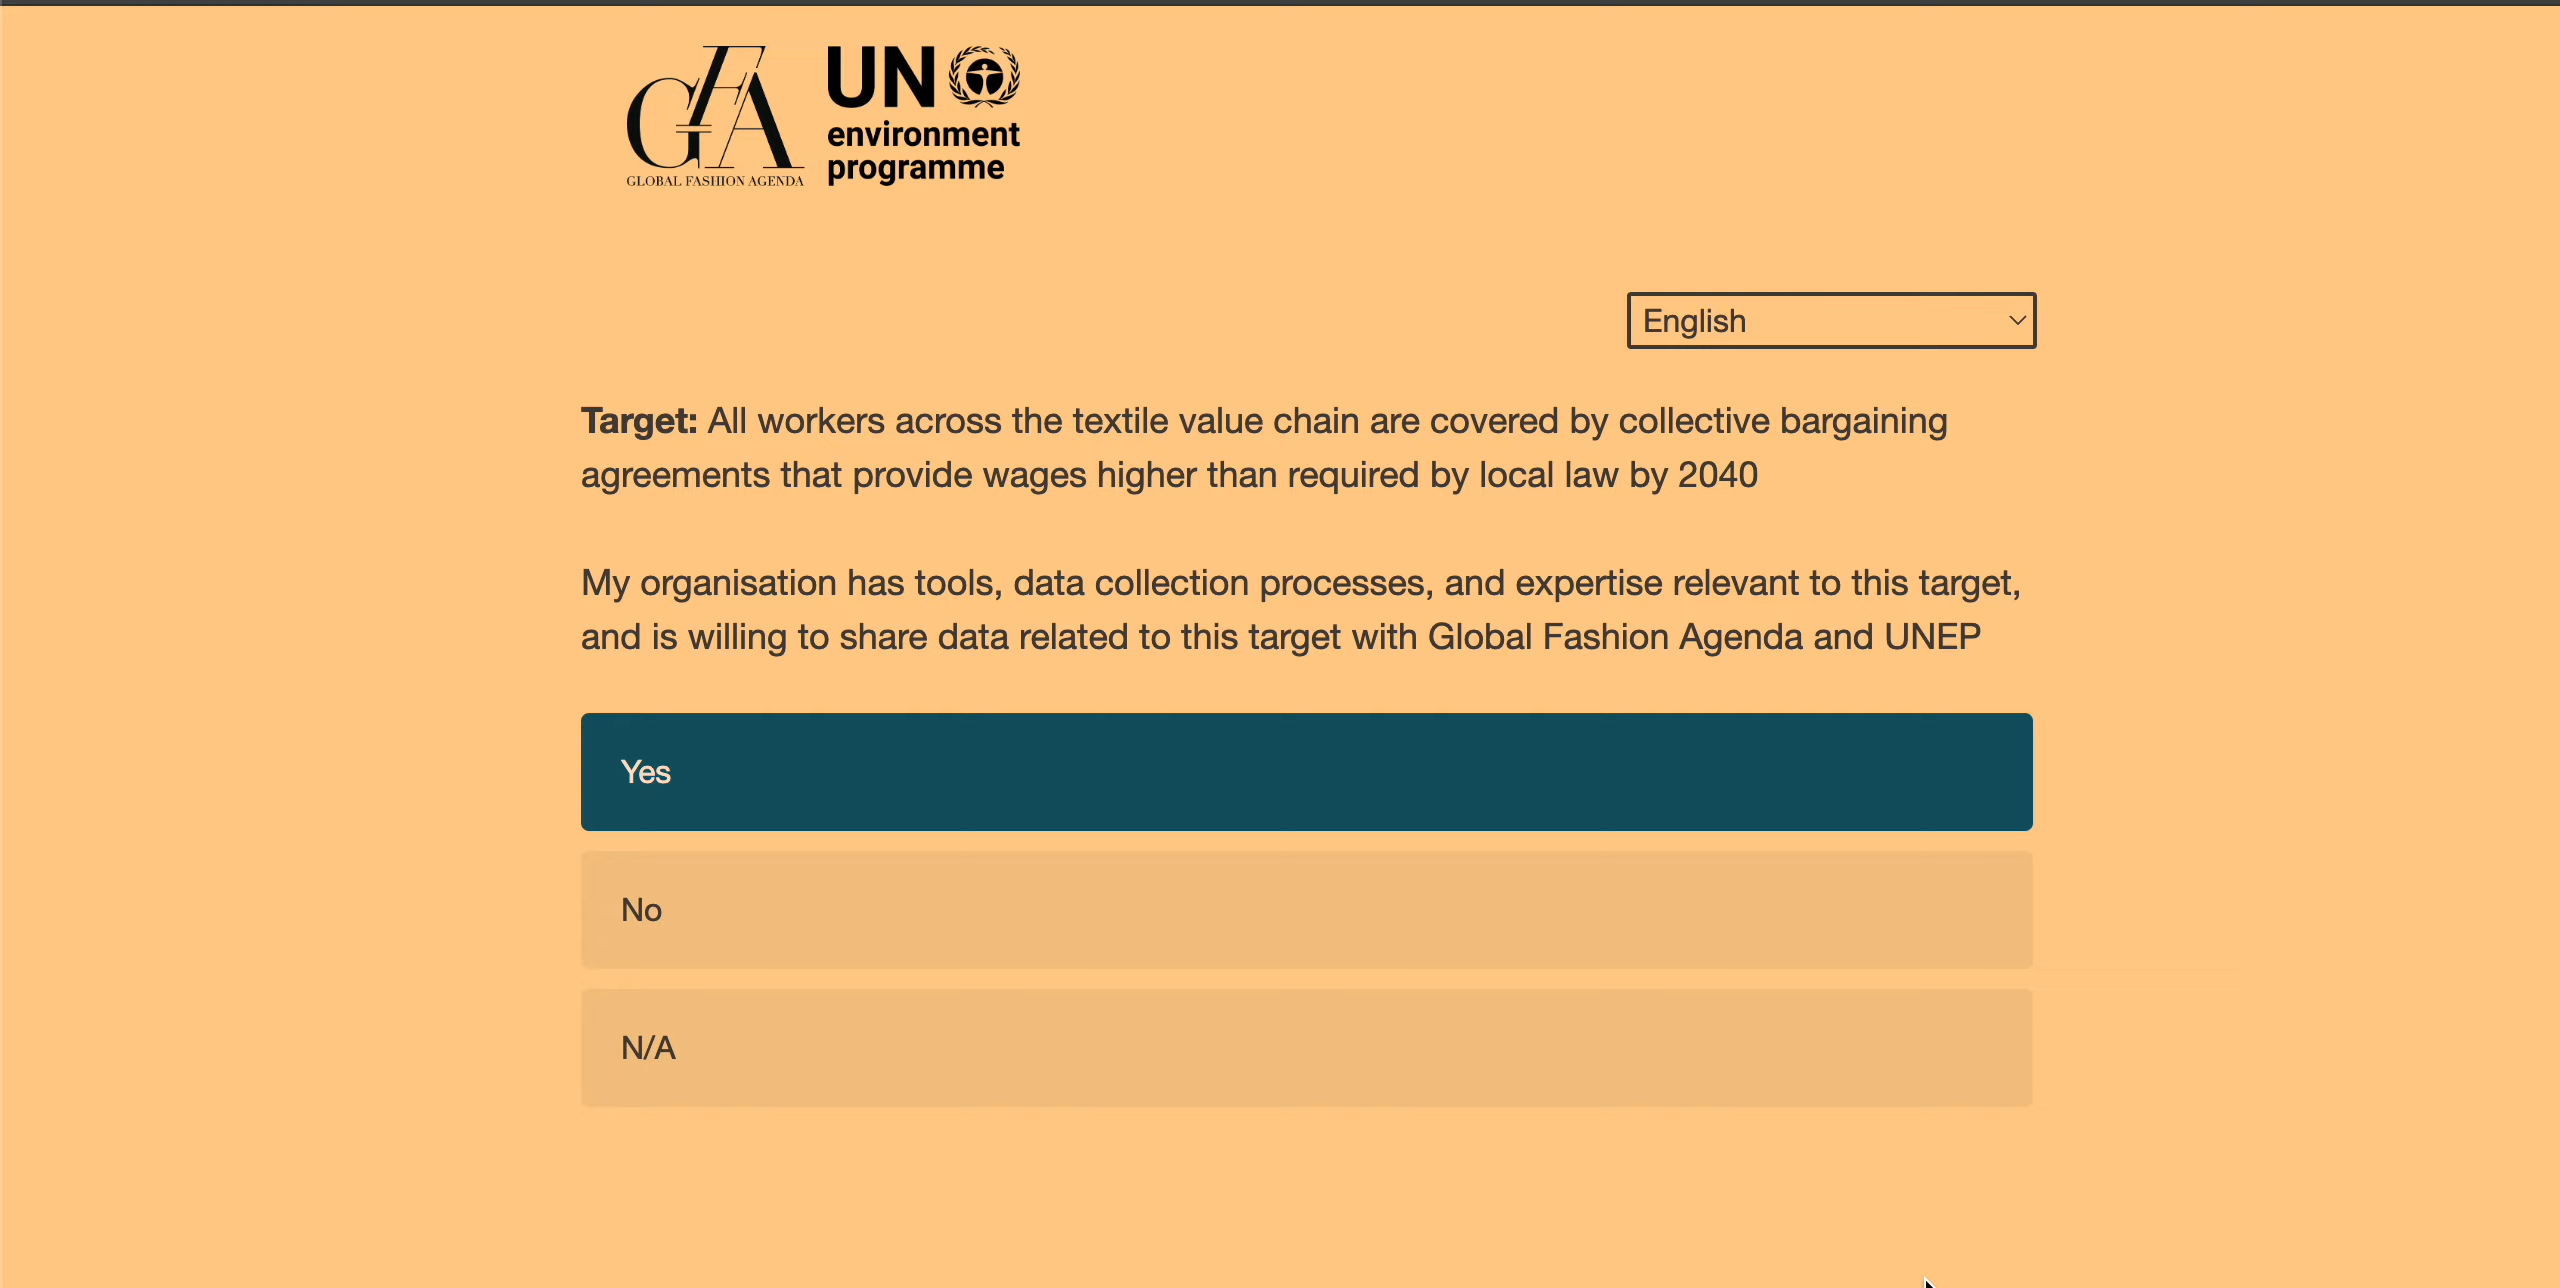 GFA
GLOBAL FASHION AGENDA
UN
environment
programme
English
Target: All workers across the textile value chain are covered by collective bargaining
agreements that provide wages higher than required by local law by 2040
My organisation has tools, data collection processes, and expertise relevant to this target,
and is willing to share data related to this target with Global Fashion Agenda and UNEP
Yes
No
N/A